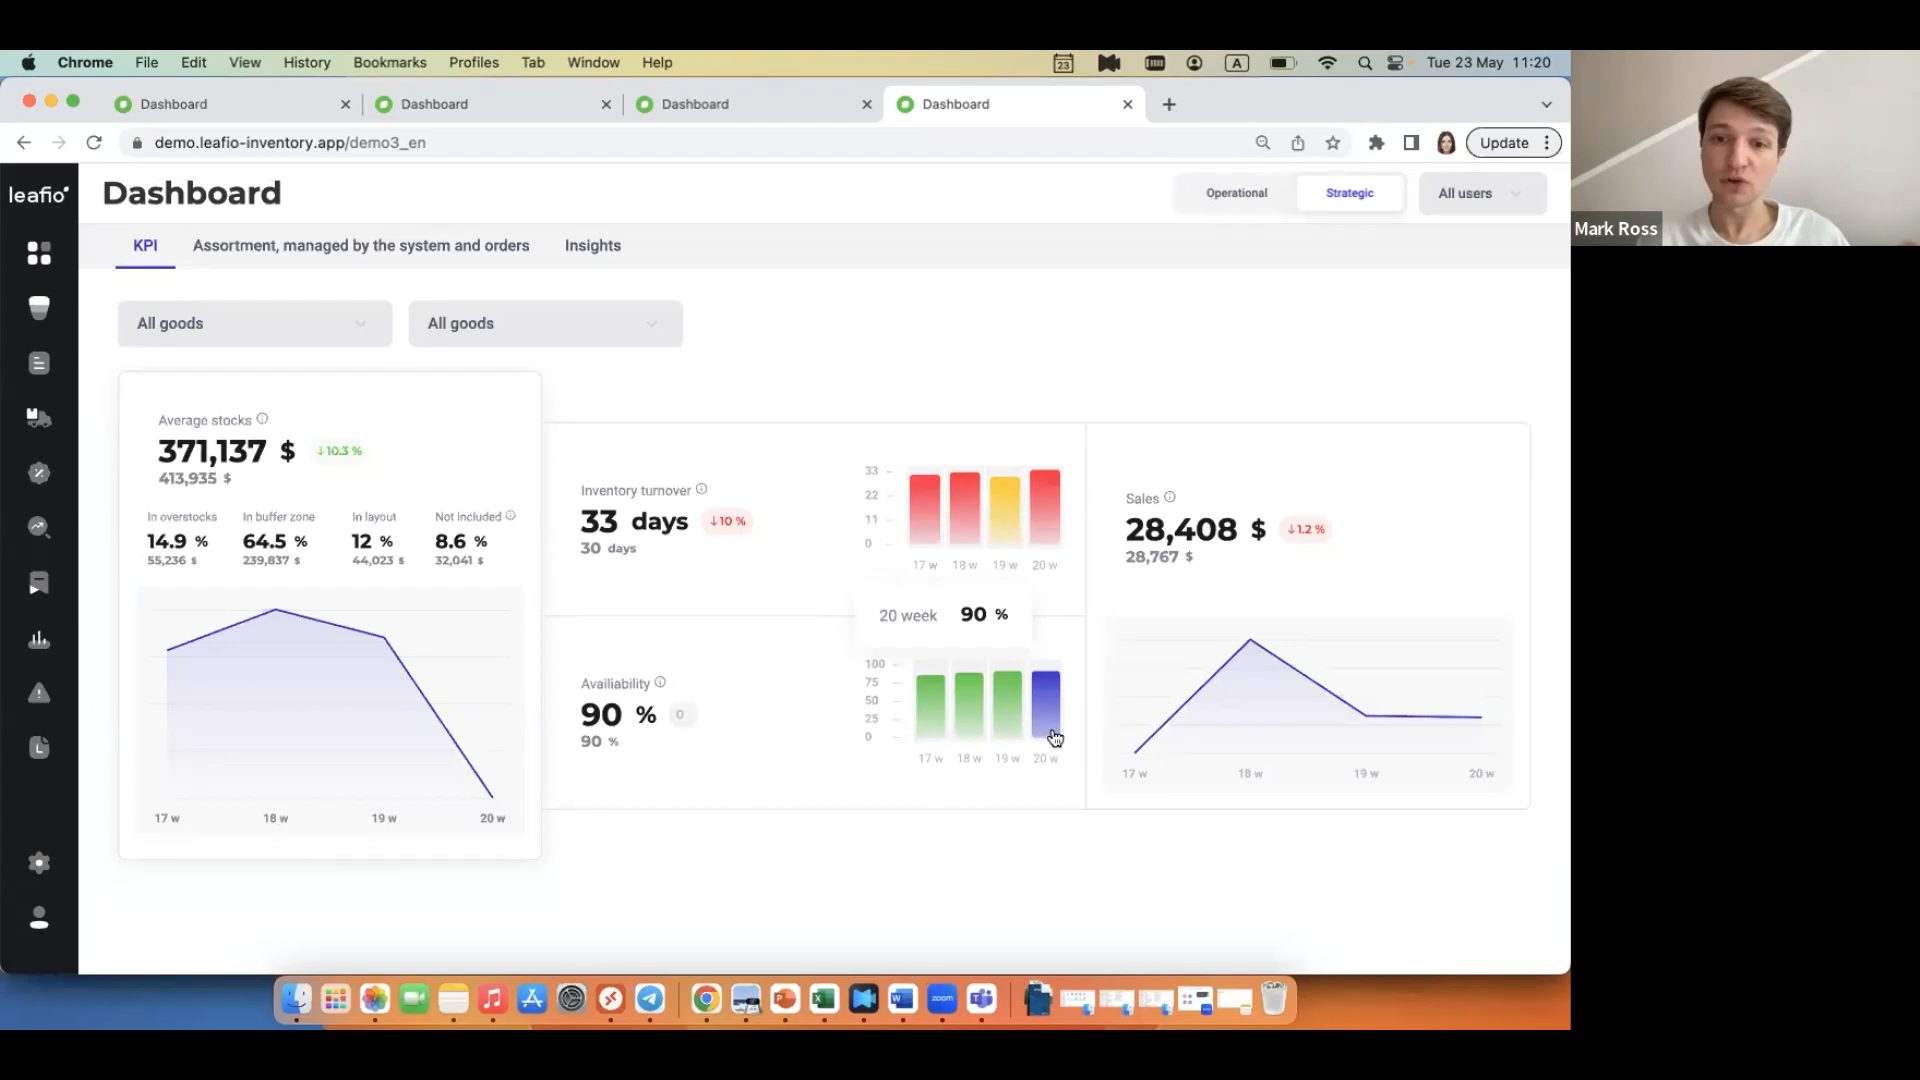 Chrome File Edit View History Bookmarks Profiles Tab Window Help
23 A Tue 23 May 11:20
Dashboard Dashboard Dashboard Dashboard
demo.leafio-inventory.app/demo3_en
Update
leafio
Dashboard
Operational Strategic All users
KPI Assortment, managed by the system and orders Insights
All goods All goods
Average stocks
371,137 $ ↓10.3 %
413,935 $
In overstocks In buffer zone In layout Not included
14.9 % 64.5 % 12 % 8.6 %
55,236 $ 239,837 $ 44,023 $ 32,041 $
17 w 18 w 19 w 20 w
Inventory turnover
33 days ↓10 %
30 days
33
22
11
0
17 w 18 w 19 w 20 w
20 week 90 %
Availiability
90 % 0
90 %
100
75
50
25
0
17 w 18 w 19 w 20 w
Sales
28,408 $ ↓1.2 %
28,767 $
17 w 18 w 19 w 20 w
Mark Ross
zoom